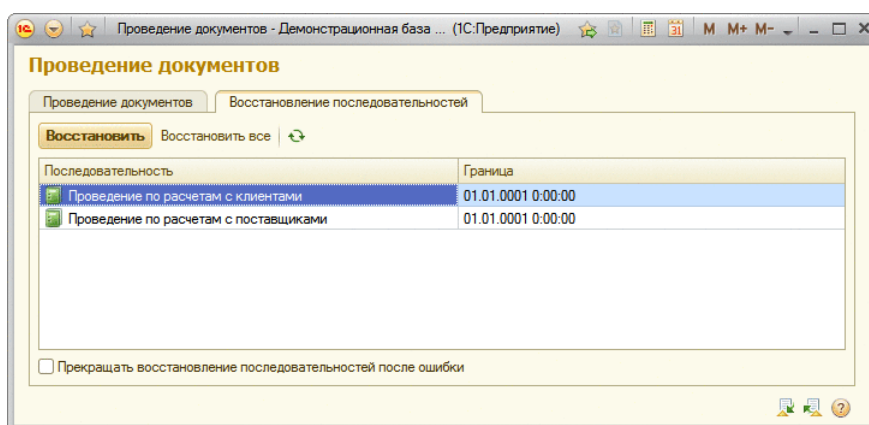 1С Проведение документов - Демонстрационная база ... (1С:Предприятие) 31 M M+ M-
Проведение документов
Проведение документов Восстановление последовательностей
Восстановить Восстановить все
Последовательность Граница
Проведение по расчетам с клиентами 01.01.0001 0:00:00
Проведение по расчетам с поставщиками 01.01.0001 0:00:00
Прекращать восстановление последовательностей после ошибки